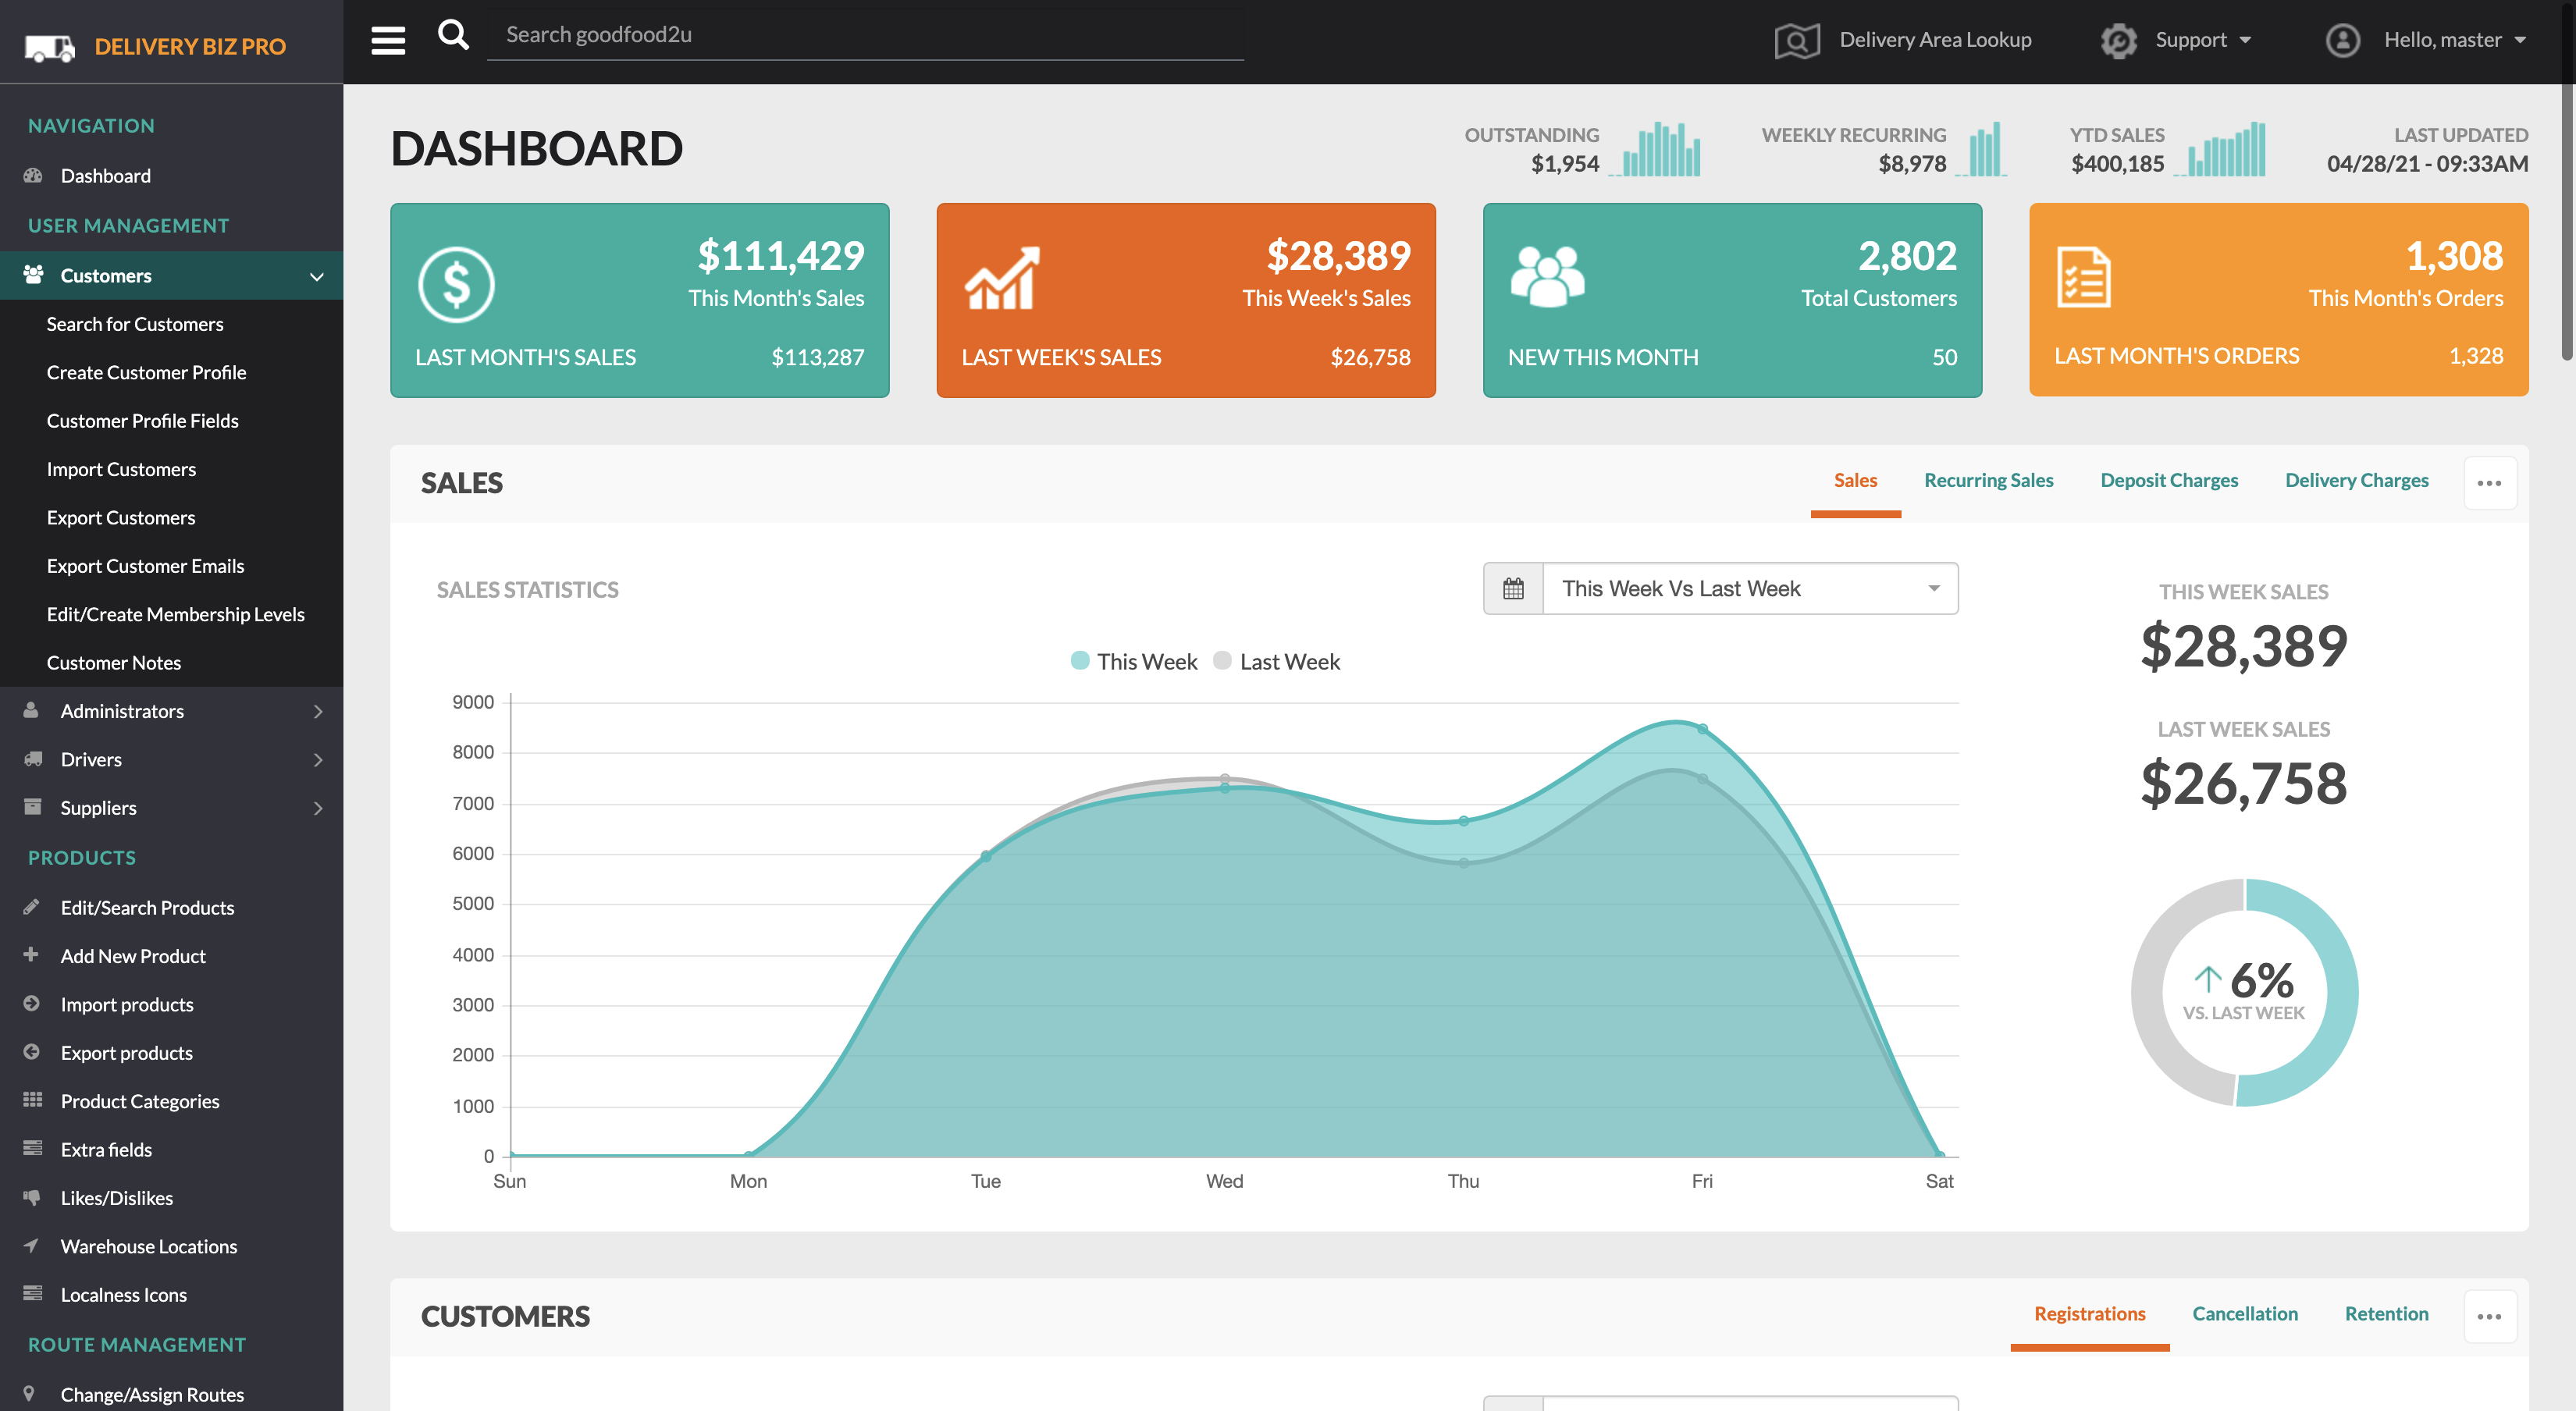 DELIVERY BIZ PRO
Search goodfood2u
Delivery Area Lookup
Support
Hello, master
NAVIGATION
Dashboard
USER MANAGEMENT
Customers
Search for Customers
Create Customer Profile
Customer Profile Fields
Import Customers
Export Customers
Export Customer Emails
Edit/Create Membership Levels
Customer Notes
Administrators
Drivers
Suppliers
PRODUCTS
Edit/Search Products
Add New Product
Import products
Export products
Product Categories
Extra fields
Likes/Dislikes
Warehouse Locations
Localness Icons
ROUTE MANAGEMENT
Change/Assign Routes
DASHBOARD
OUTSTANDING
$1,954
WEEKLY RECURRING
$8,978
YTD SALES
$400,185
LAST UPDATED
04/28/21 - 09:33AM
$111,429
This Month's Sales
LAST MONTH'S SALES $113,287
$28,389
This Week's Sales
LAST WEEK'S SALES $26,758
2,802
Total Customers
NEW THIS MONTH 50
1,308
This Month's Orders
LAST MONTH'S ORDERS 1,328
SALES
Sales Recurring Sales Deposit Charges Delivery Charges
SALES STATISTICS
This Week Vs Last Week
This Week Last Week
9000
8000
7000
6000
5000
4000
3000
2000
1000
0
Sun Mon Tue Wed Thu Fri Sat
THIS WEEK SALES
$28,389
LAST WEEK SALES
$26,758
6%
VS. LAST WEEK
CUSTOMERS
Registrations Cancellation Retention